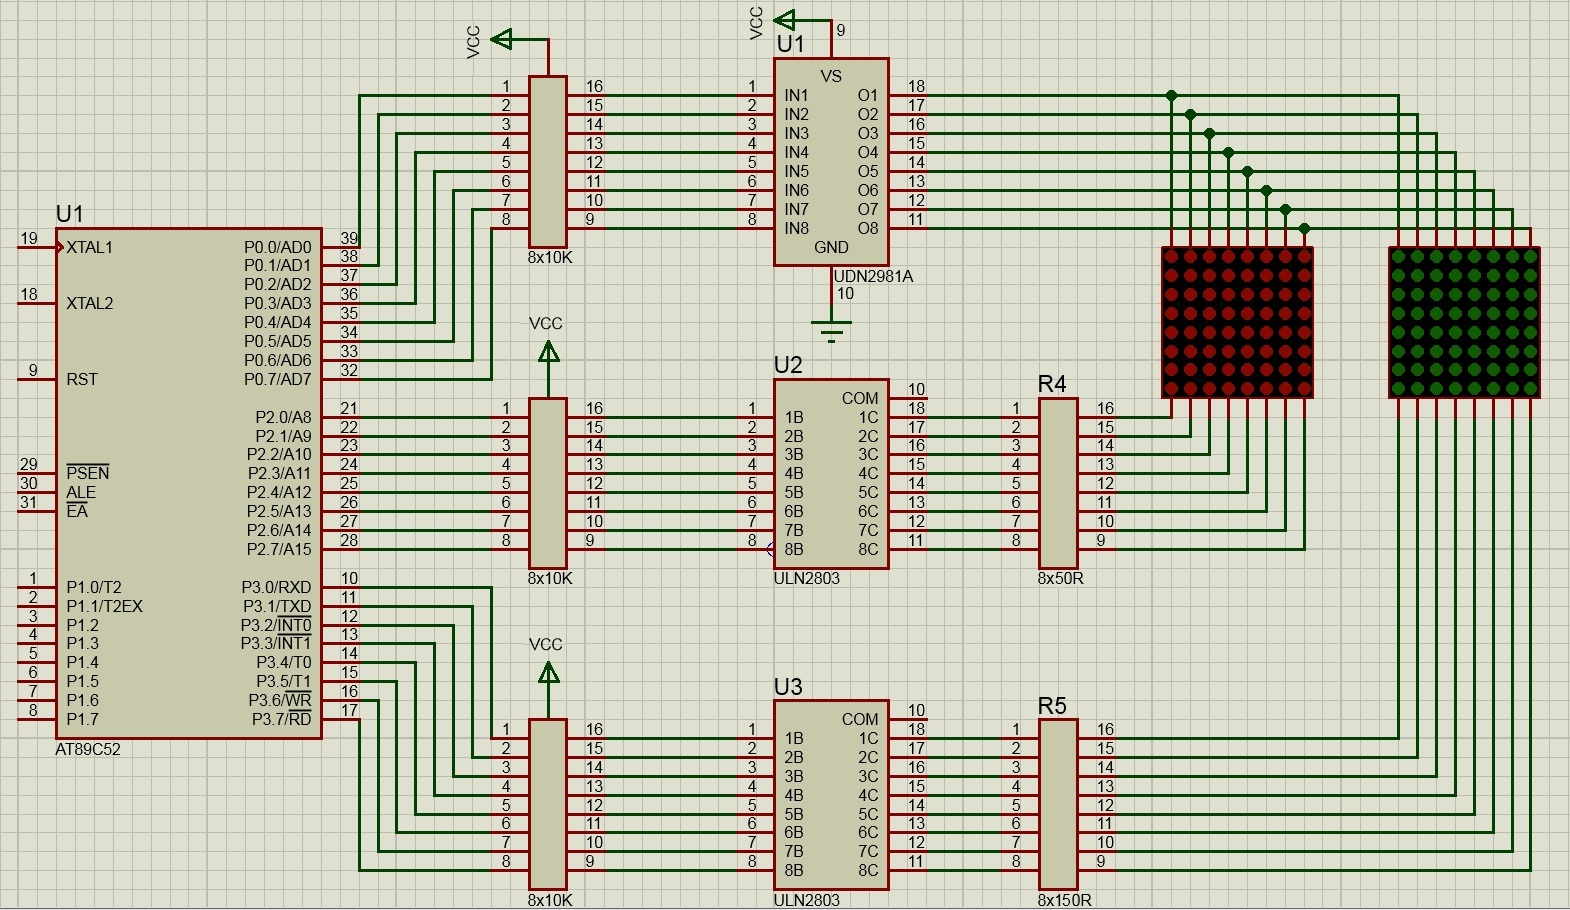 VCC
9
VCC
U1
VS
1 16 1 IN1 O1 18
2 15 2 IN2 O2 17
3 14 3 IN3 O3 16
4 13 4 IN4 O4 15
5 12 5 IN5 O5 14
6 11 6 IN6 O6 13
7 10 7 IN7 O7 12
8 9 8 IN8 O8 11
GND
8x10K
UDN2981A
10
U1
19 XTAL1 P0.0/AD0 39
P0.1/AD1 38
P0.2/AD2 37
18 XTAL2 P0.3/AD3 36
P0.4/AD4 35
P0.5/AD5 34
P0.6/AD6 33
9 RST P0.7/AD7 32
P2.0/A8 21
P2.1/A9 22
P2.2/A10 23
29 PSEN P2.3/A11 24
30 ALE P2.4/A12 25
31 EA P2.5/A13 26
P2.6/A14 27
P2.7/A15 28
1 P1.0/T2 P3.0/RXD 10
2 P1.1/T2EX P3.1/TXD 11
3 P1.2 P3.2/INT0 12
4 P1.3 P3.3/INT1 13
5 P1.4 P3.4/T0 14
6 P1.5 P3.5/T1 15
7 P1.6 P3.6/WR 16
8 P1.7 P3.7/RD 17
AT89C52
VCC
U2
R4
COM 10
1 16 1 1B 1C 18 1 16
2 15 2 2B 2C 17 2 15
3 14 3 3B 3C 16 3 14
4 13 4 4B 4C 15 4 13
5 12 5 5B 5C 14 5 12
6 11 6 6B 6C 13 6 11
7 10 7 7B 7C 12 7 10
8 9 8 8B 8C 11 8 9
8x10K
ULN2803
8x50R
VCC
U3
R5
COM 10
1 16 1 1B 1C 18 1 16
2 15 2 2B 2C 17 2 15
3 14 3 3B 3C 16 3 14
4 13 4 4B 4C 15 4 13
5 12 5 5B 5C 14 5 12
6 11 6 6B 6C 13 6 11
7 10 7 7B 7C 12 7 10
8 9 8 8B 8C 11 8 9
8x10K
ULN2803
8x150R